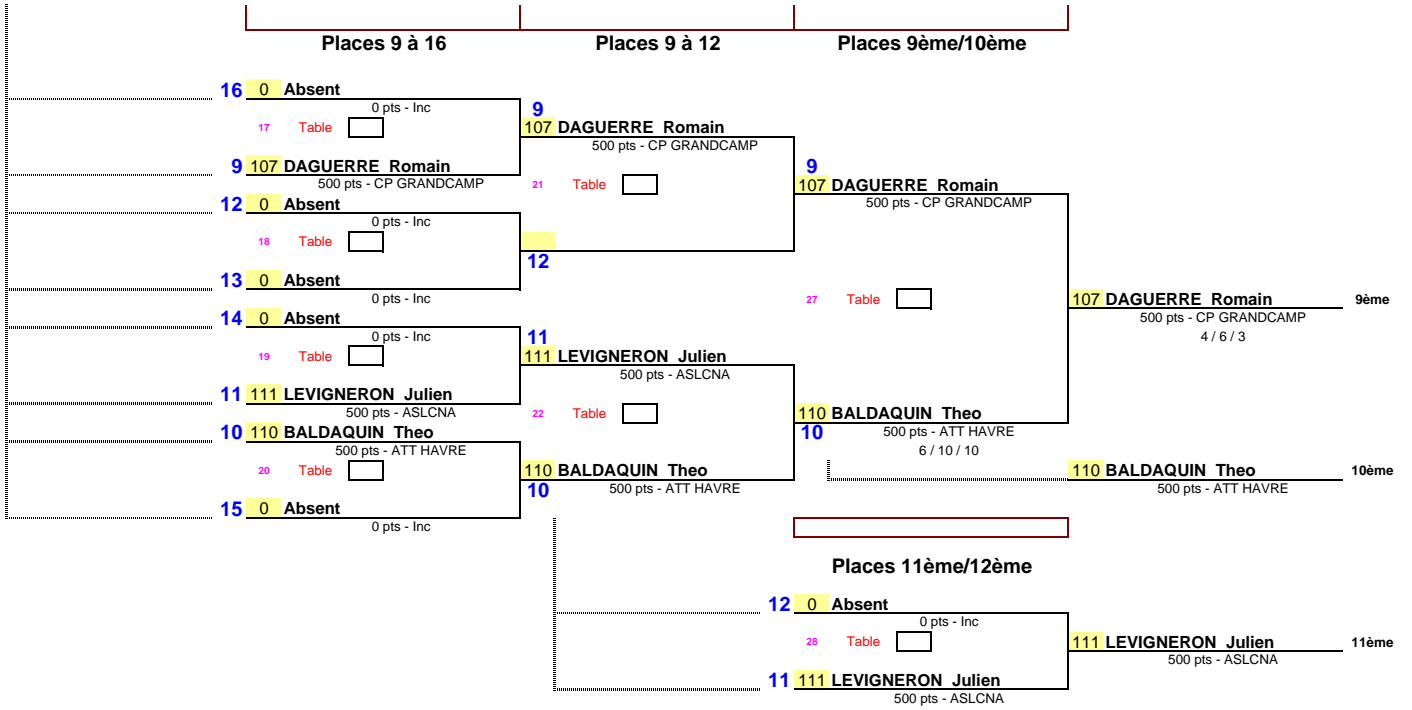 Places 9 à 16 Places 9 à 12 Places 9ème/10ème
16 0 Absent
0 pts - Inc
17 Table
9 107 DAGUERRE Romain
500 pts - CP GRANDCAMP
12 0 Absent
0 pts - Inc
18 Table
13 0 Absent
0 pts - Inc
14 0 Absent
0 pts - Inc
19 Table
11 111 LEVIGNERON Julien
500 pts - ASLCNA
10 110 BALDAQUIN Theo
500 pts - ATT HAVRE
20 Table
15 0 Absent
0 pts - Inc
9
107 DAGUERRE Romain
500 pts - CP GRANDCAMP
21 Table
12
11
111 LEVIGNERON Julien
500 pts - ASLCNA
22 Table
110 BALDAQUIN Theo
10 500 pts - ATT HAVRE
9
107 DAGUERRE Romain
500 pts - CP GRANDCAMP
27 Table
110 BALDAQUIN Theo
10 500 pts - ATT HAVRE
6 / 10 / 10
107 DAGUERRE Romain 9ème
500 pts - CP GRANDCAMP
4 / 6 / 3
110 BALDAQUIN Theo 10ème
500 pts - ATT HAVRE
Places 11ème/12ème
12 0 Absent
0 pts - Inc
28 Table
11 111 LEVIGNERON Julien
500 pts - ASLCNA
111 LEVIGNERON Julien 11ème
500 pts - ASLCNA